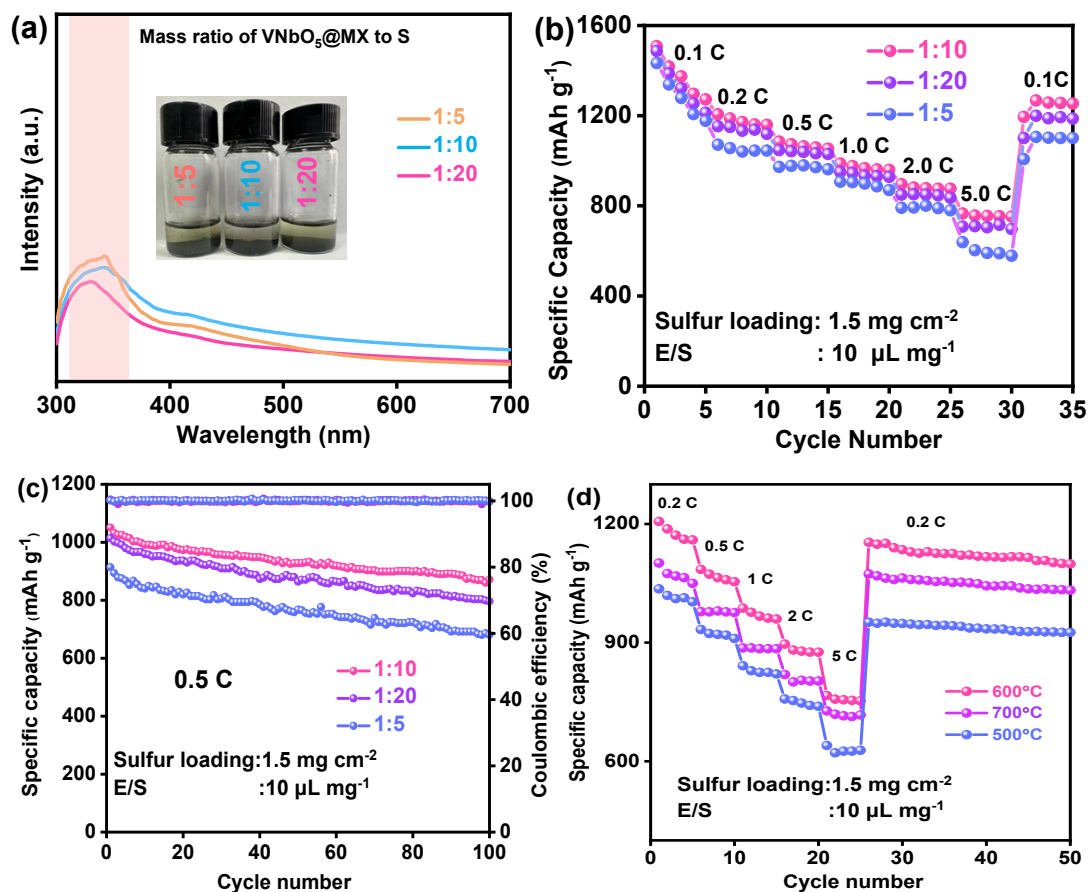 (a)
Mass ratio of VNbO₅@MX to S
1:5
1:10
1:20
1:5
1:10
1:20
Intensity (a.u.)
300 400 500 600 700
Wavelength (nm)
(b)
1600
1200
800
400
0
Specific Capacity (mAh g⁻¹)
0.1 C
0.2 C
0.5 C
1.0 C
2.0 C
5.0 C
0.1C
1:10
1:20
1:5
Sulfur loading: 1.5 mg cm⁻²
E/S : 10 µL mg⁻¹
0 5 10 15 20 25 30 35
Cycle Number
(c)
1200
1000
800
600
400
200
0
Specific capacity (mAh g⁻¹)
100
80
60
40
20
0
Coulombic efficiency (%)
0.5 C
1:10
1:20
1:5
Sulfur loading:1.5 mg cm⁻²
E/S :10 µL mg⁻¹
0 20 40 60 80 100
Cycle number
(d)
1200
900
600
Specific capacity (mAh g⁻¹)
0.2 C
0.5 C
1 C
2 C
5 C
0.2 C
600°C
700°C
500°C
Sulfur loading:1.5 mg cm⁻²
E/S :10 µL mg⁻¹
0 10 20 30 40 50
Cycle number